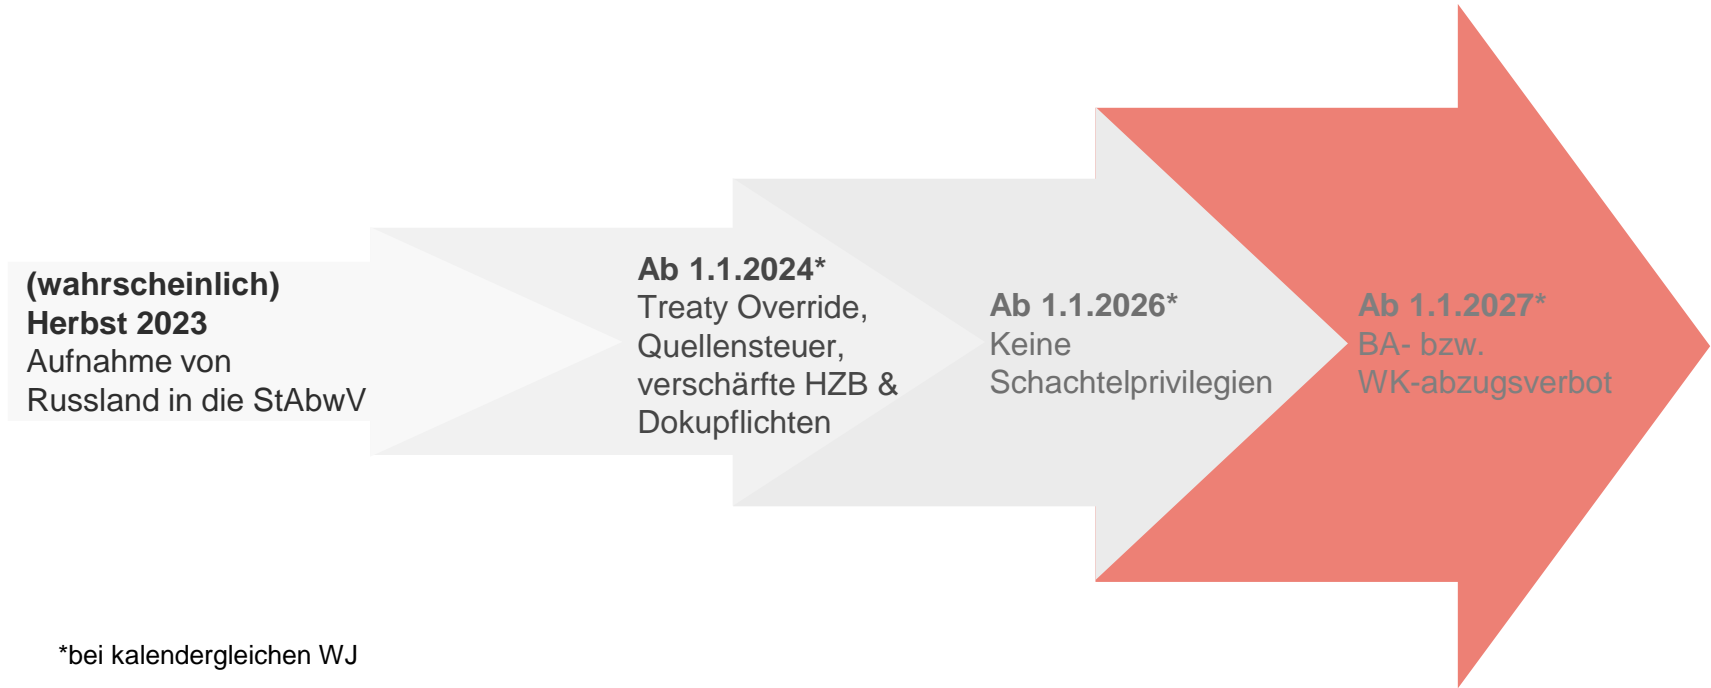 (wahrscheinlich)
Herbst 2023
Aufnahme von
Russland in die StAbwV
Ab 1.1.2024*
Treaty Override,
Quellensteuer,
verschärfte HZB &
Dokupflichten
Ab 1.1.2026*
Keine
Schachtelprivilegien
Ab 1.1.2027*
BA- bzw.
WK-abzugsverbot
*bei kalendergleichen WJ